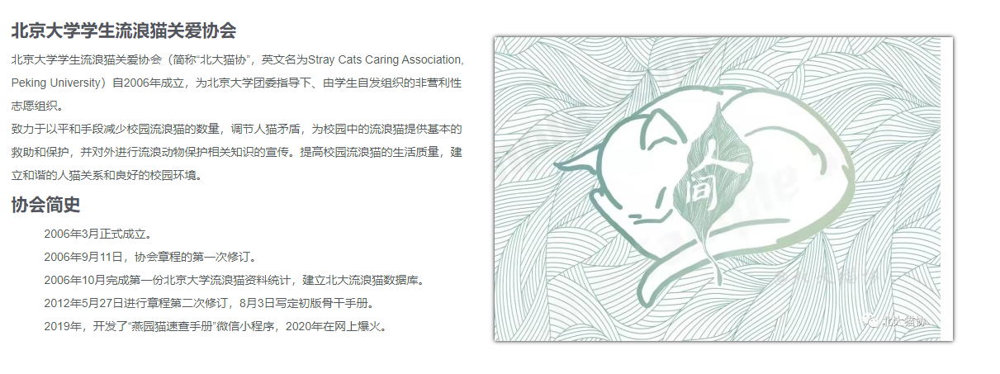 北京大学学生流浪猫关爱协会
北京大学学生流浪猫关爱协会（简称“北大猫协”，英文名为Stray Cats Caring Association,
Peking University）自2006年成立，为北京大学团委指导下、由学生自发组织的非营利性
志愿组织。
致力于以平和手段减少校园流浪猫的数量，调节人猫矛盾，为校园中的流浪猫提供基本的
救助和保护，并对外进行流浪动物保护相关知识的宣传。提高校园流浪猫的生活质量，建
立和谐的人猫关系和良好的校园环境。
协会简史
2006年3月正式成立。
2006年9月11日，协会章程的第一次修订。
2006年10月完成第一份北京大学流浪猫资料统计，建立北大流浪猫数据库。
2012年5月27日进行章程第二次修订，8月3日写定初版骨干手册。
2019年，开发了“燕园猫速查手册”微信小程序，2020年在网上爆火。
人
间
北大猫协